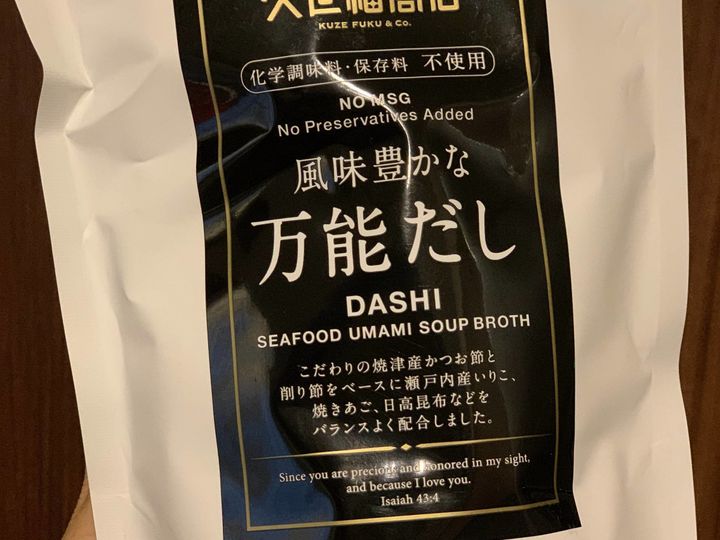 久世福商店
KUZE FUKU & Co.
化学調味料・保存料 不使用
NO MSG
No Preservatives Added
風味豊かな
万能だし
DASHI
SEAFOOD UMAMI SOUP BROTH
こだわりの焼津産かつお節と
削り節をベースに瀬戸内産いりこ、
焼きあご、日高昆布などを
バランスよく配合しました。
Since you are precious and honored in my sight,
and because I love you.
Isaiah 43:4